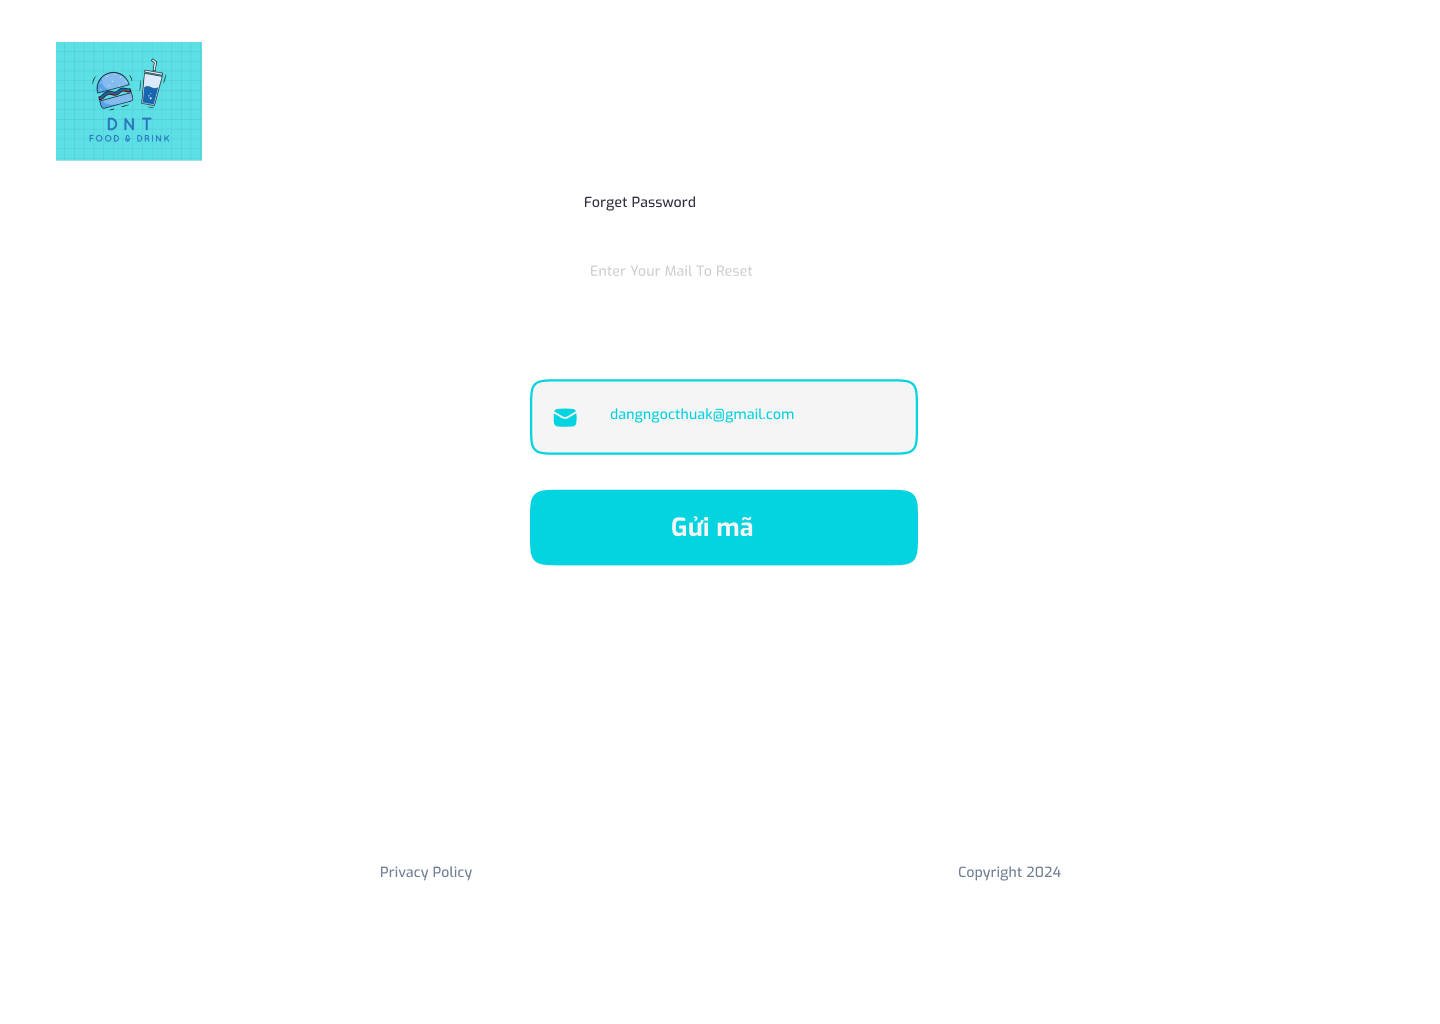 DNT
FOOD & DRINK
Forget Password
Enter Your Mail To Reset
dangngocthuak@gmail.com
Gửi mã
Privacy Policy
Copyright 2024